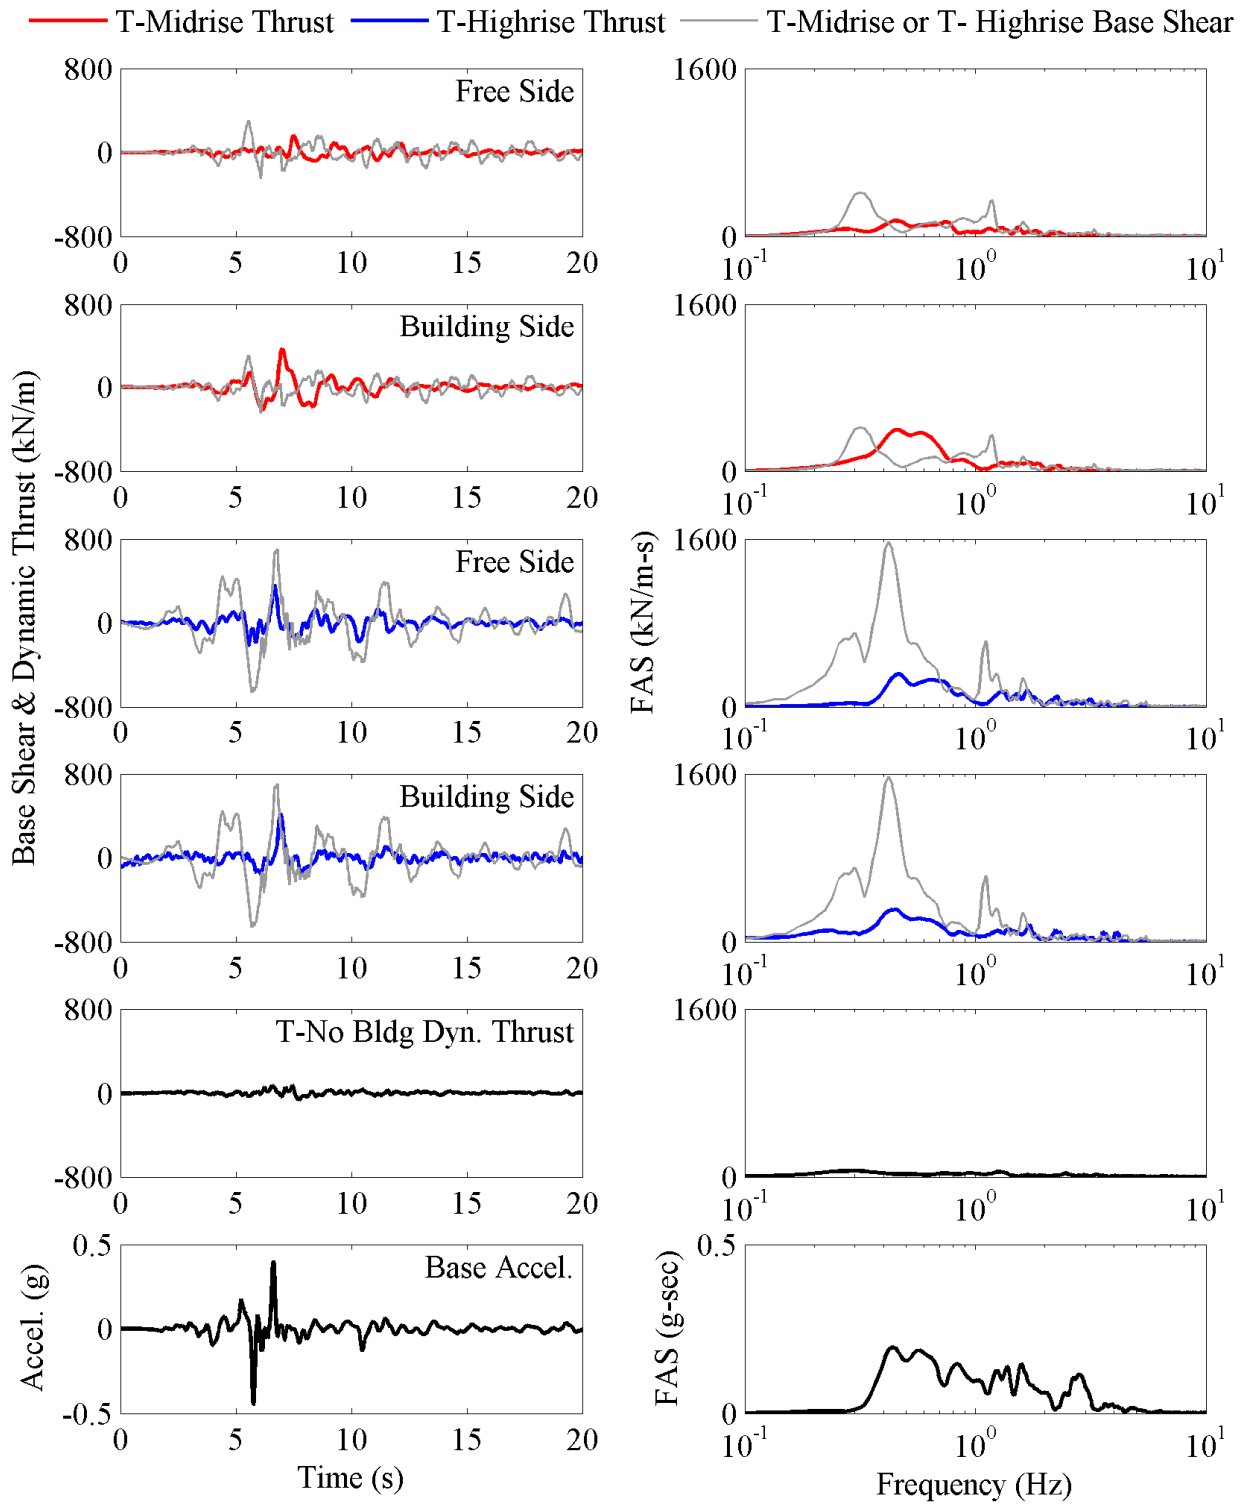 T-Midrise Thrust T-Highrise Thrust T-Midrise or T- Highrise Base Shear
Base Shear & Dynamic Thrust (kN/m)
800
0
-800
Free Side
0 5 10 15 20
1600
0
10-1 100 101
800
0
-800
Building Side
0 5 10 15 20
1600
0
10-1 100 101
800
0
-800
Free Side
0 5 10 15 20
FAS (kN/m-s)
1600
0
10-1 100 101
800
0
-800
Building Side
0 5 10 15 20
1600
0
10-1 100 101
800
0
-800
T-No Bldg Dyn. Thrust
0 5 10 15 20
1600
0
10-1 100 101
Accel. (g)
0.5
0
-0.5
Base Accel.
0 5 10 15 20
Time (s)
FAS (g-sec)
0.5
0
10-1 100 101
Frequency (Hz)